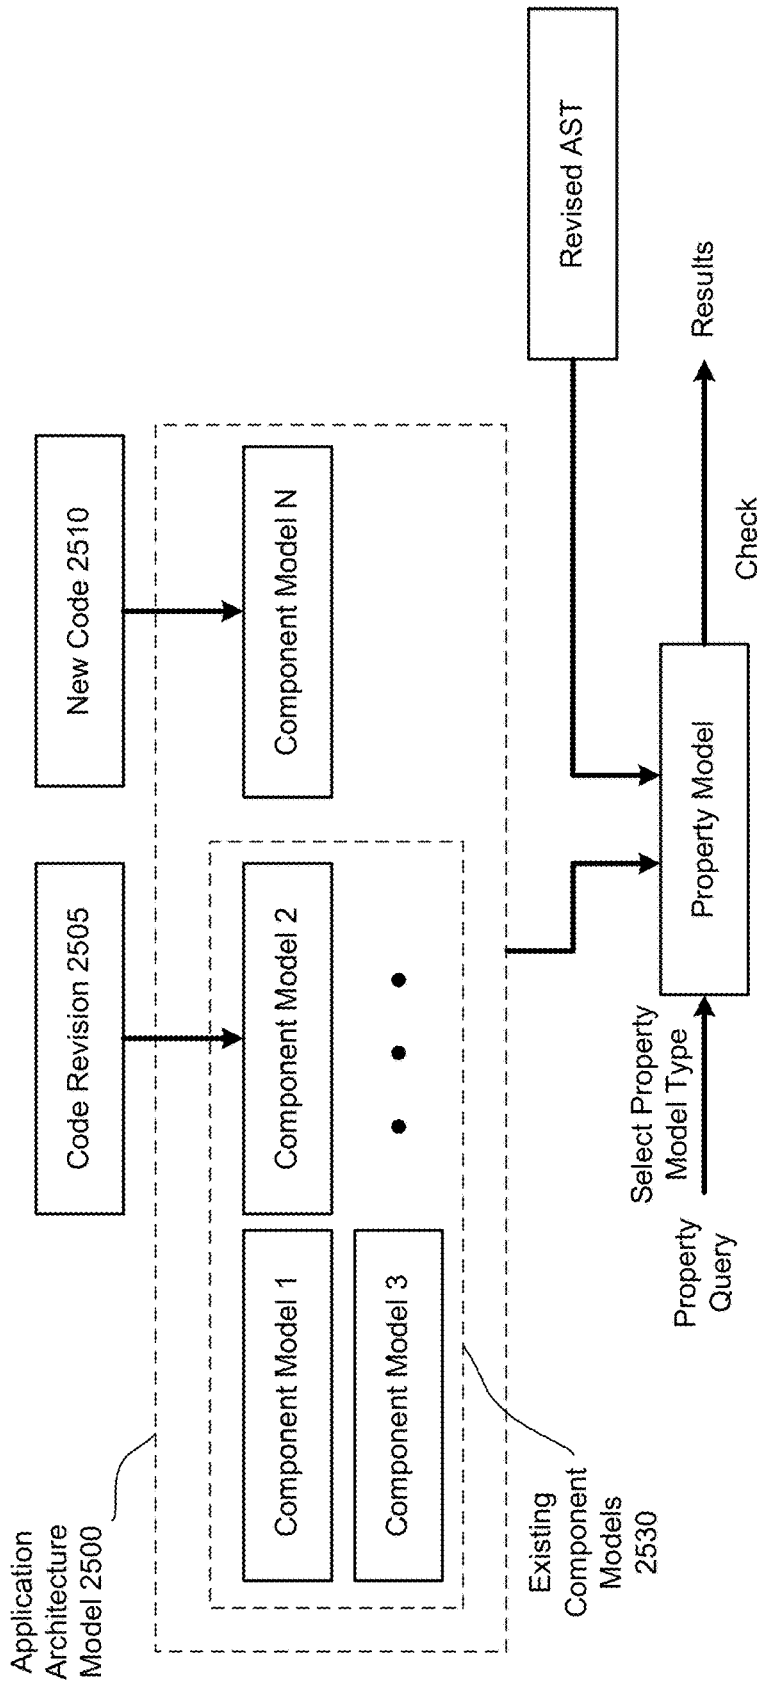 Application
Architecture
Model 2500
Code Revision 2505
New Code 2510
Component Model 1
Component Model 2
Component Model N
Component Model 3
Existing
Component
Models
2530
Revised AST
Property
Query
Select Property
Model Type
Property Model
Check
Results